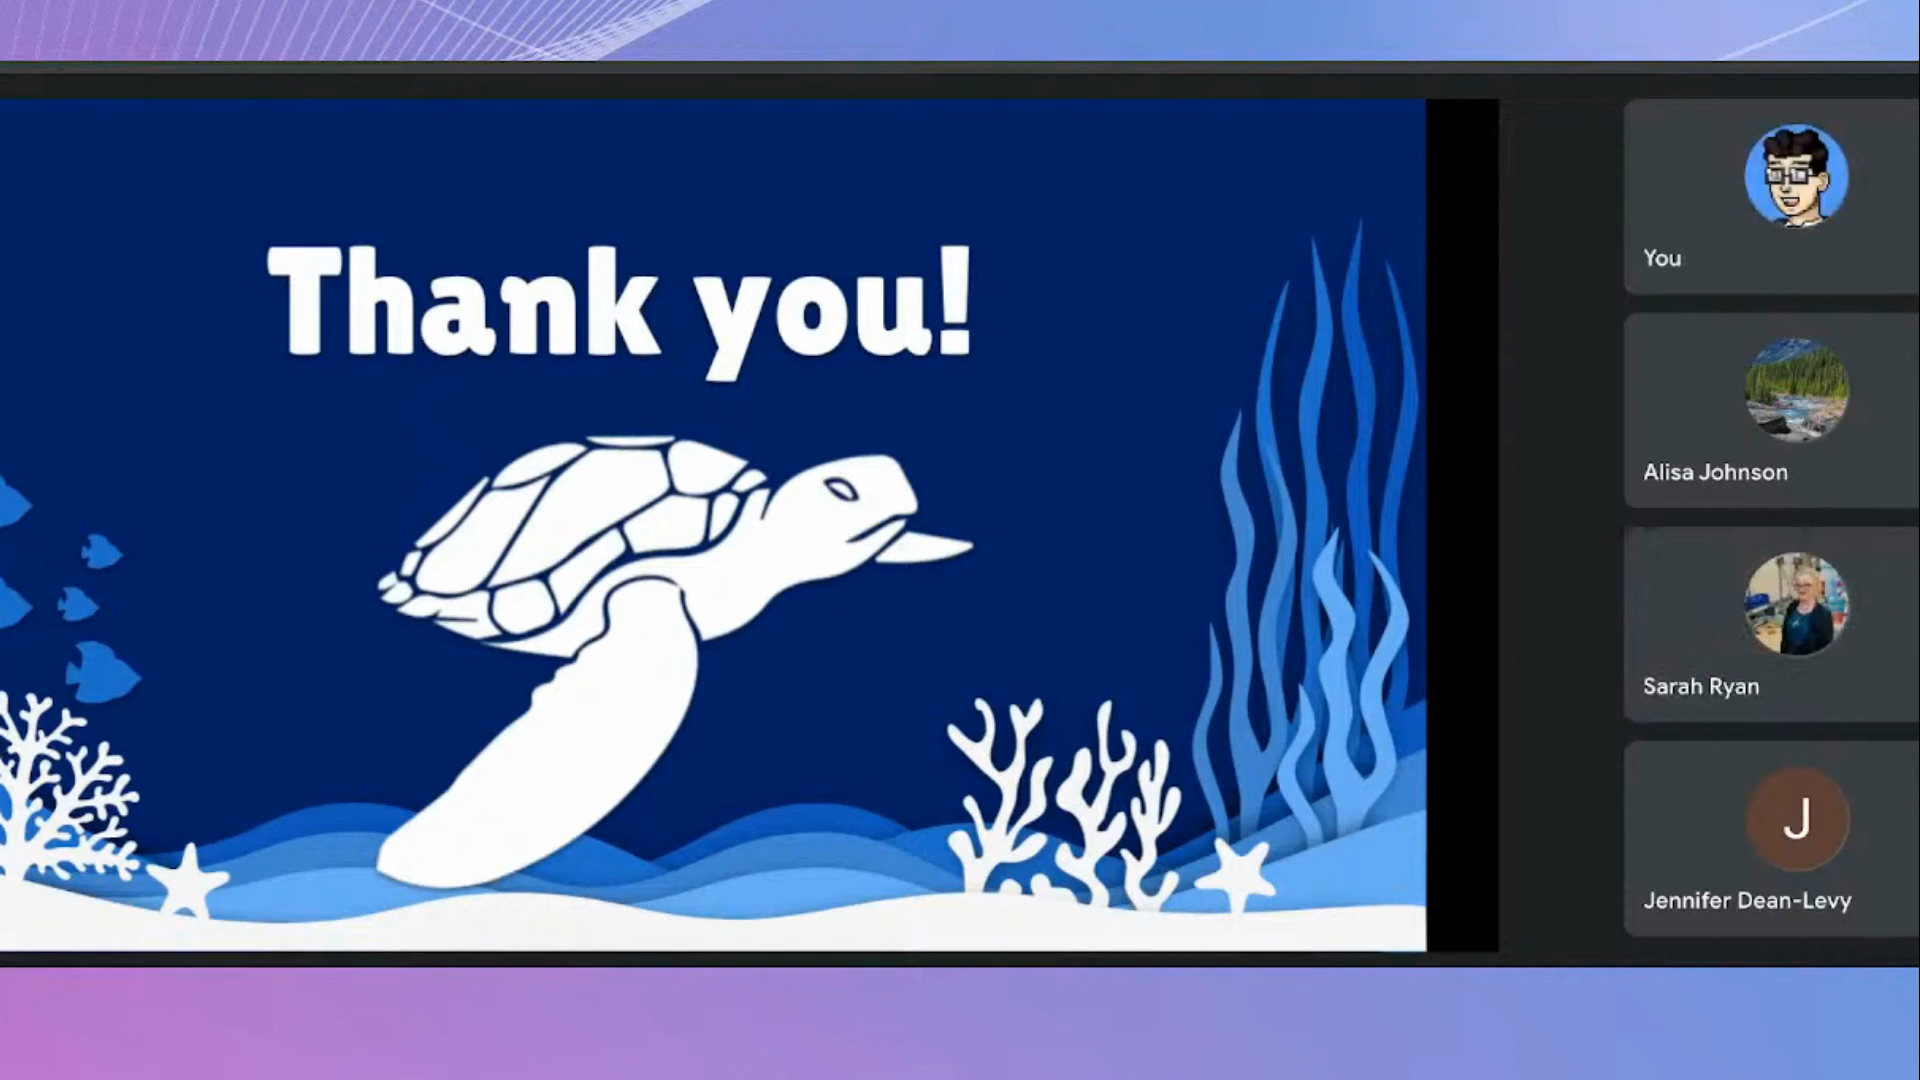 Thank you!
You
Alisa Johnson
Sarah Ryan
J
Jennifer Dean-Levy